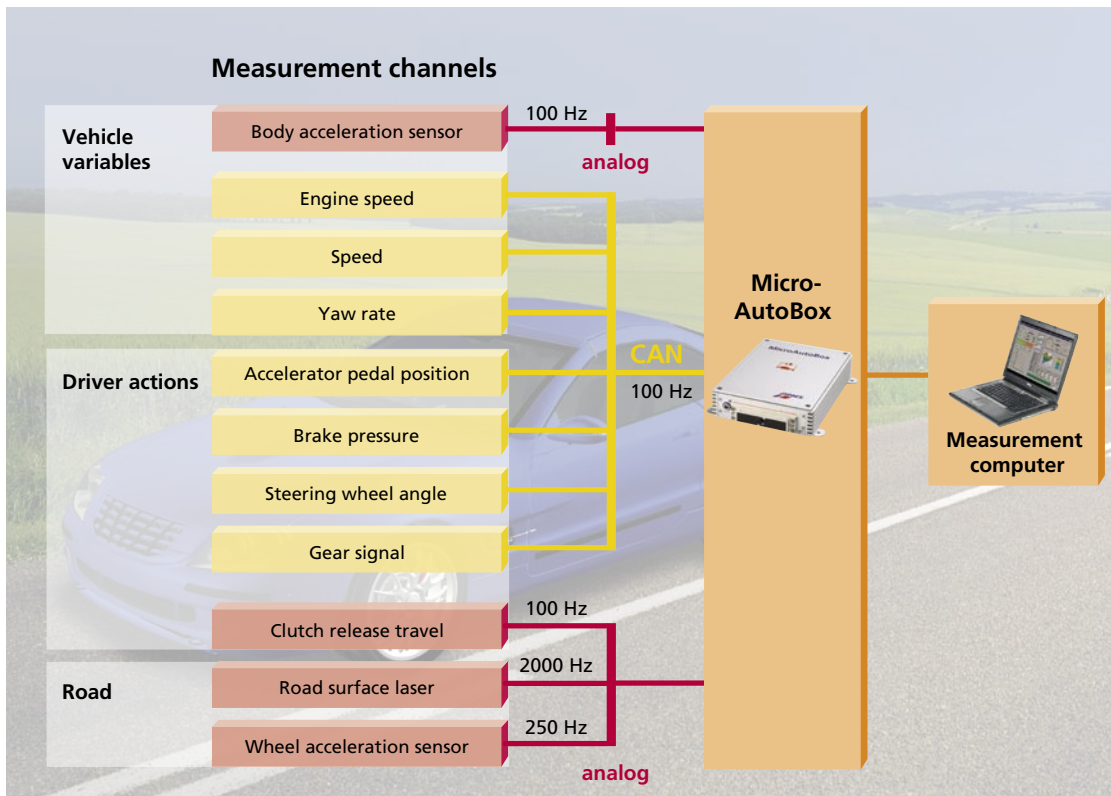 Measurement channels
Vehicle
variables
Body acceleration sensor
100 Hz
analog
Engine speed
Speed
Yaw rate
Driver actions
Accelerator pedal position
Brake pressure
Steering wheel angle
Gear signal
CAN
100 Hz
Clutch release travel
100 Hz
Road
Road surface laser
2000 Hz
Wheel acceleration sensor
250 Hz
analog
Micro-
AutoBox
MicroAutoBox
Measurement
computer